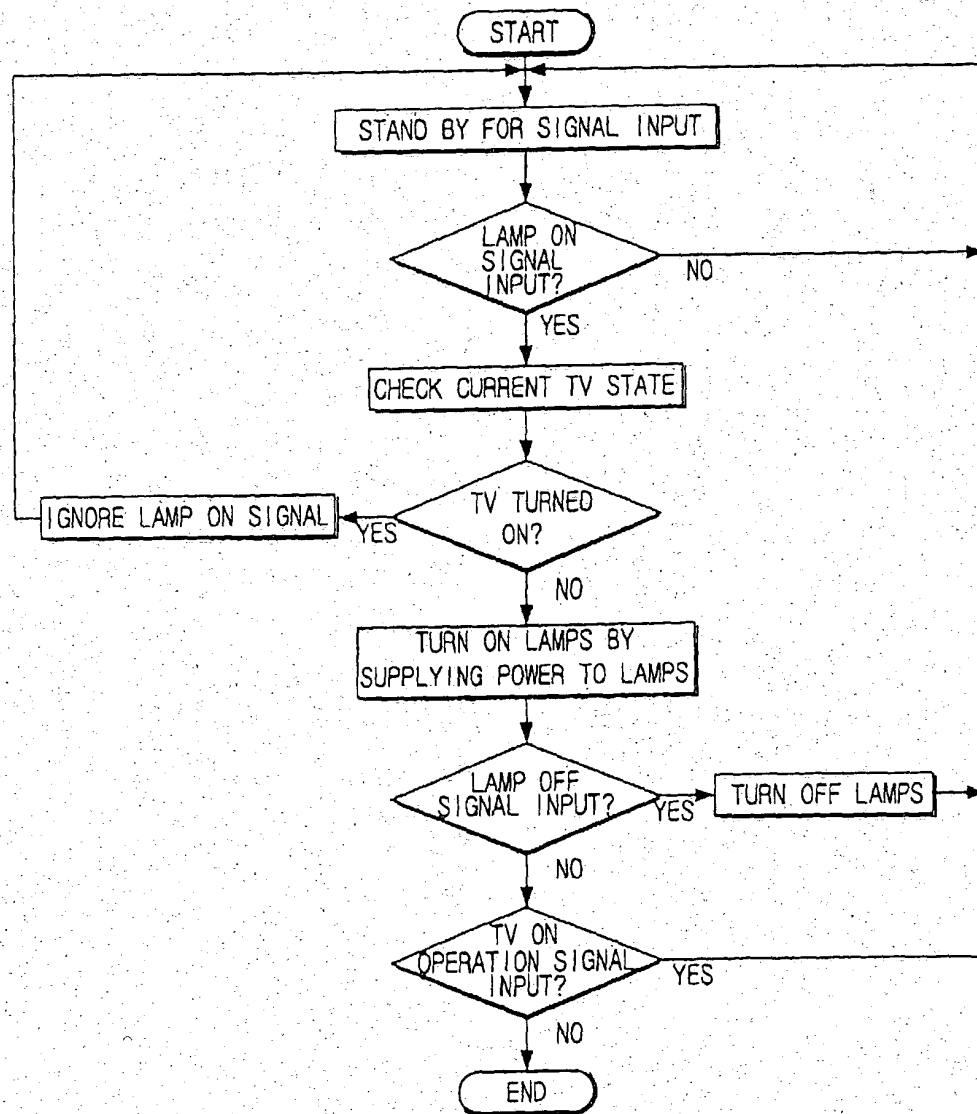 START
STAND BY FOR SIGNAL INPUT
LAMP ON
SIGNAL
INPUT?
NO
YES
CHECK CURRENT TV STATE
IGNORE LAMP ON SIGNAL
YES
TV TURNED
ON?
NO
TURN ON LAMPS BY
SUPPLYING POWER TO LAMPS
LAMP OFF
SIGNAL INPUT?
YES
TURN OFF LAMPS
NO
TV ON
OPERATION SIGNAL
INPUT?
YES
NO
END